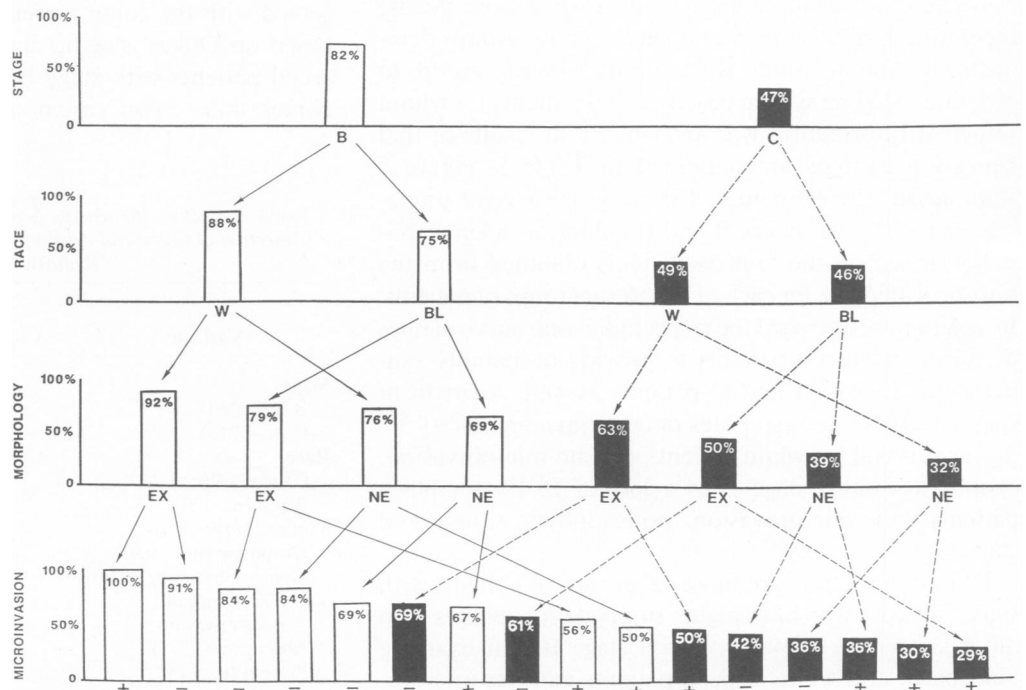 STAGE
100%
50%
0
82%
47%
B
C
RACE
100%
50%
0
88%
75%
49%
46%
W
BL
W
BL
MORPHOLOGY
100%
50%
0
92%
79%
76%
69%
63%
50%
39%
32%
EX
EX
NE
NE
EX
EX
NE
NE
MICROINVASION
100%
50%
0
100%
91%
84%
84%
69%
69%
67%
61%
56%
50%
50%
42%
36%
36%
30%
29%
+ − − − − − + − + + + − − + + +